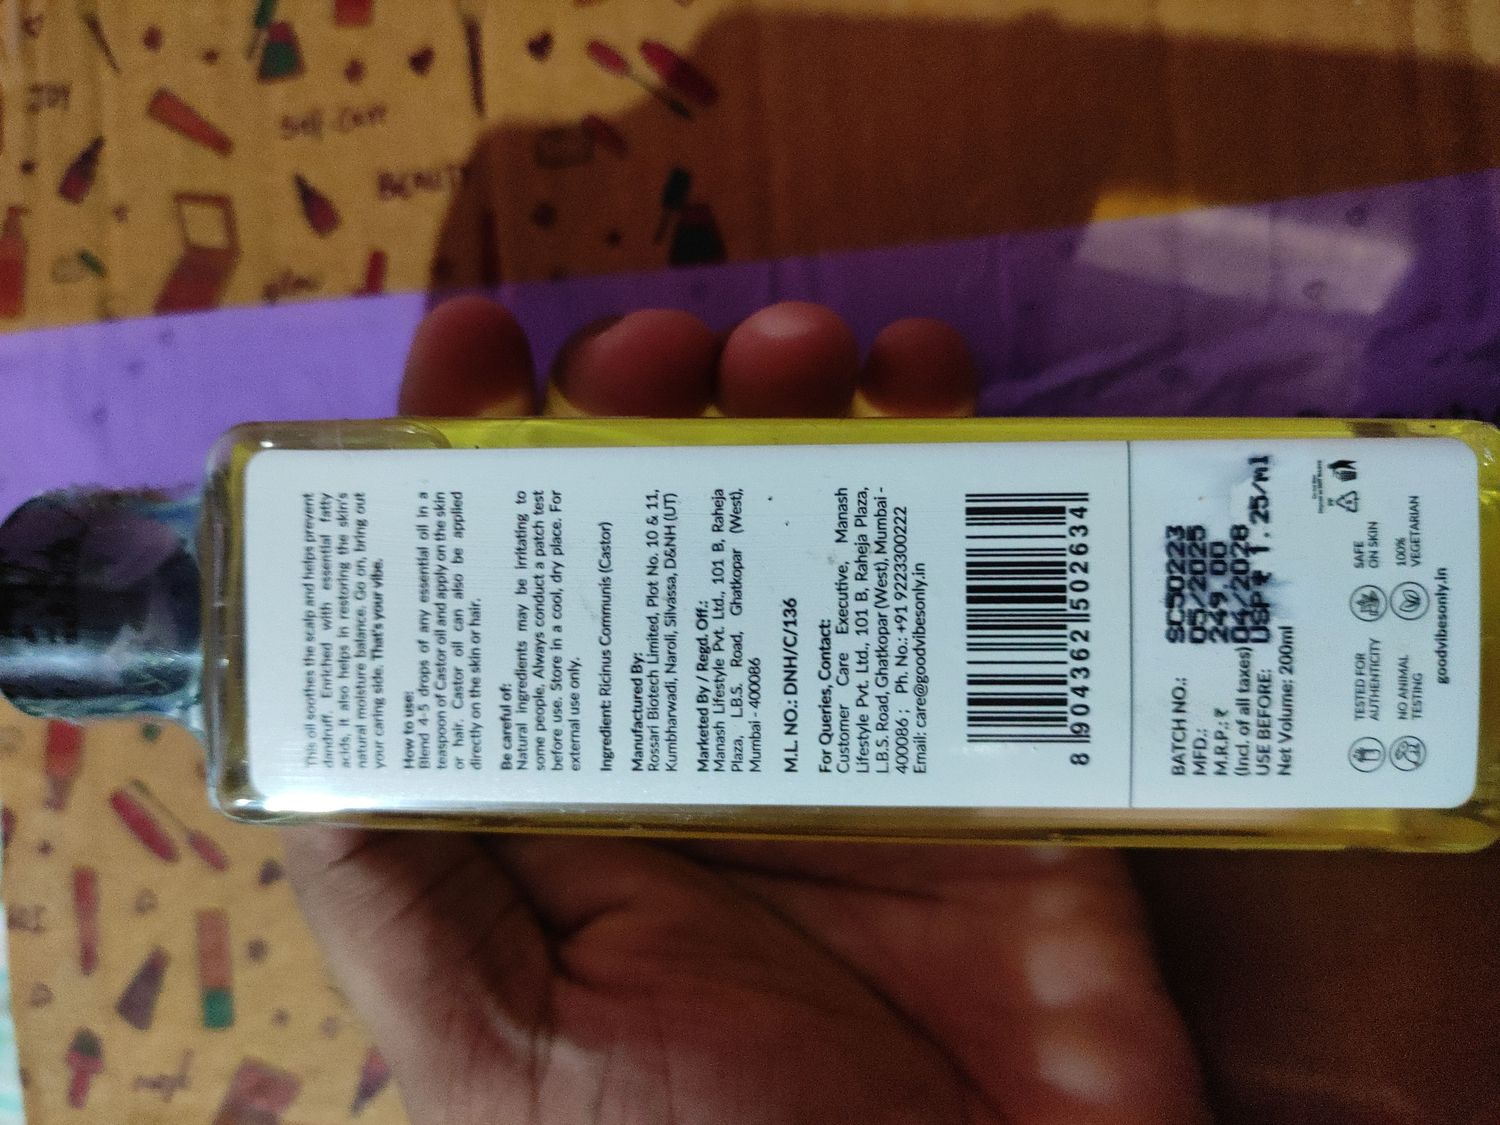 This oil soothes the scalp and helps prevent
dandruff. Enriched with essential fatty
acids, it also helps in restoring the skin's
natural moisture balance. Go on, bring out
your caring side. That's your vibe.
How to use:
Blend 4-5 drops of any essential oil in a
teaspon of Castor oil and apply on the skin
or hair. Castor oil can also be applied
directly on the skin or hair.
Be careful of:
Natural ingredients may be irritating to
some people. Always conduct a patch test
before use. Store in a cool, dry place. For
external use only.
Ingredient: Ricinus Communis (Castor)
Manufactured By:
Rossari Biotech Limited, Plot No. 10 & 11,
Kumbharwadi, Naroli, Silvassa, D&NH (UT)
Marketed By / Regd. Off.:
Manash Lifestyle Pvt. Ltd., 101 B, Raheja
Plaza, L.B.S. Road, Ghatkopar (West),
Mumbai - 400086
M.L NO.: DNH/C/136
For Queries, Contact:
Customer Care Executive, Manash
Lifestyle Pvt. Ltd., 101 B, Raheja Plaza,
L.B.S. Road, Ghatkopar (West), Mumbai -
400086 ; Ph. No.: +91 9223300222
Email: care@goodvibesonly.in
8 904362 502634
BATCH NO.: SC50223
MFD.: 05/2025
M.R.P.: ₹ 249.00
(Incl. of all taxes) 04/2028
USE BEFORE: USP ₹ 1.25/ml
Net Volume: 200ml
TESTED FOR
AUTHENTICITY
SAFE
ON SKIN
NO ANIMAL
TESTING
100%
VEGETARIAN
goodvibesonly.in
JOY
Self-Care
BEAUTY
glow